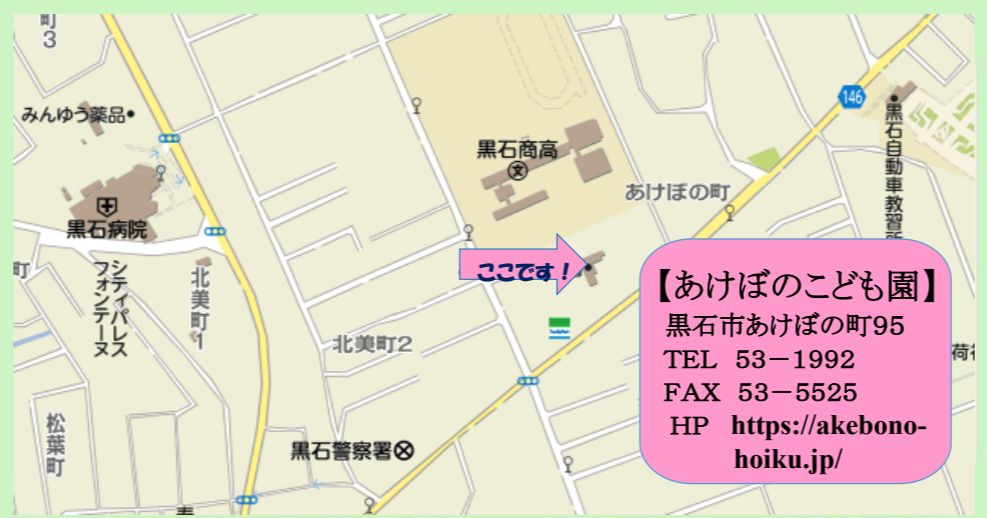 町
3
みんゆう薬品
146
黒石自動車教習所
黒石商高
文
あけぼの町
黒石病院
ここです！
町
シティパレス
フォンテーヌ
北美町1
【あけぼのこども園】
黒石市あけぼの町95
TEL 53－1992
FAX 53－5525
HP https://akebono-
hoiku.jp/
北美町2
荷
松葉町
黒石警察署